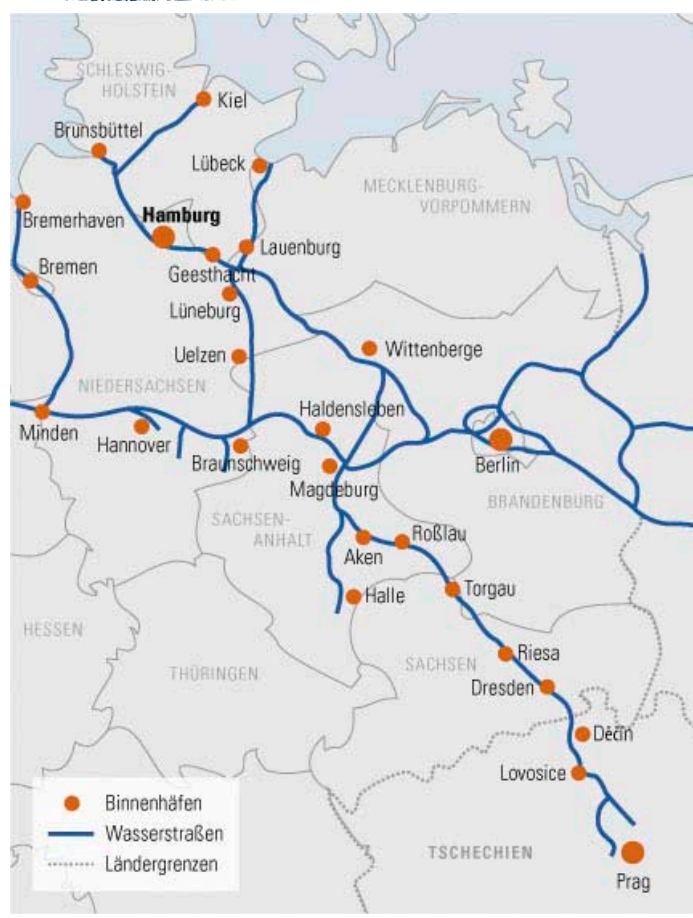 SCHLESWIG-
HOLSTEIN
Kiel
Brunsbüttel
Lübeck
MECKLENBURG-
VORPOMMERN
Bremerhaven
Hamburg
Lauenburg
Geesthacht
Bremen
Lüneburg
Uelzen
Wittenberge
NIEDERSACHSEN
Haldensleben
Minden
Hannover
Braunschweig
Berlin
Magdeburg
BRANDENBURG
SACHSEN-
ANHALT
Roßlau
Aken
Torgau
Halle
HESSEN
Riesa
SACHSEN
THÜRINGEN
Dresden
Děčín
Lovosice
Binnenhäfen
Wasserstraßen
TSCHECHIEN
Ländergrenzen
Prag